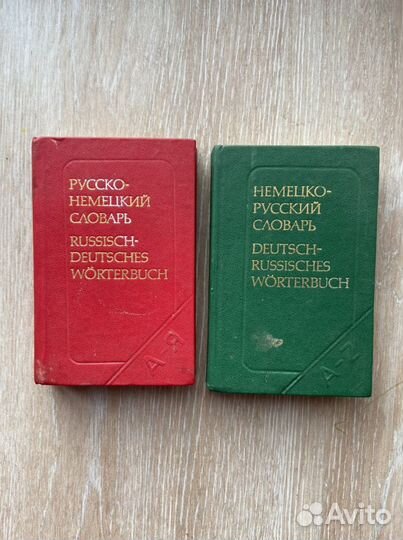 РУССКО-
НЕМЕЦКИЙ
СЛОВАРЬ
RUSSISCH-
DEUTSCHES
WÖRTERBUCH
А-Я
НЕМЕЦКО-
РУССКИЙ
СЛОВАРЬ
DEUTSCH-
RUSSISCHES
WÖRTERBUCH
A-Z
Avito